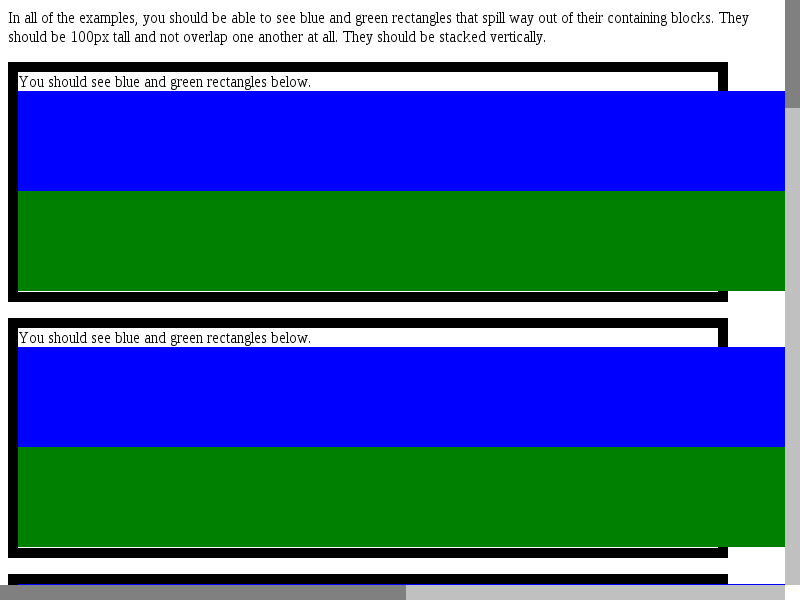 In all of the examples, you should be able to see blue and green rectangles that spill way out of their containing blocks. They
should be 100px tall and not overlap one another at all. They should be stacked vertically.
You should see blue and green rectangles below.
You should see blue and green rectangles below.